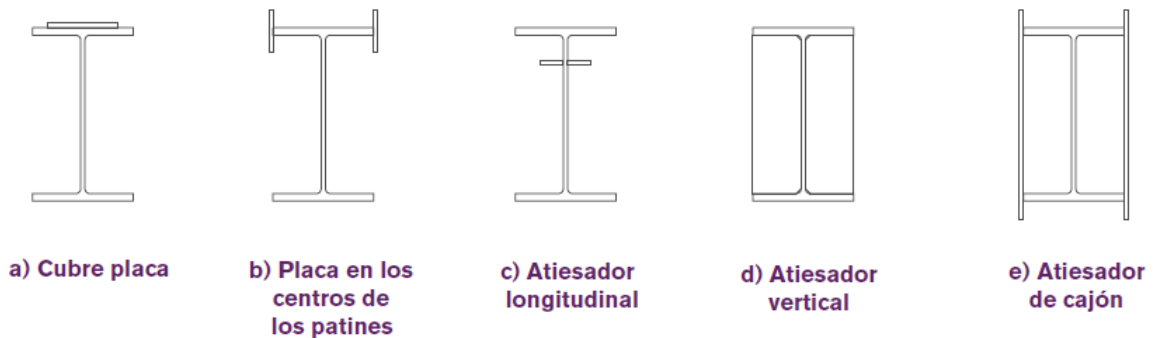 a) Cubre placa
b) Placa en los
centros de
los patines
c) Atiesador
longitudinal
d) Atiesador
vertical
e) Atiesador
de cajón